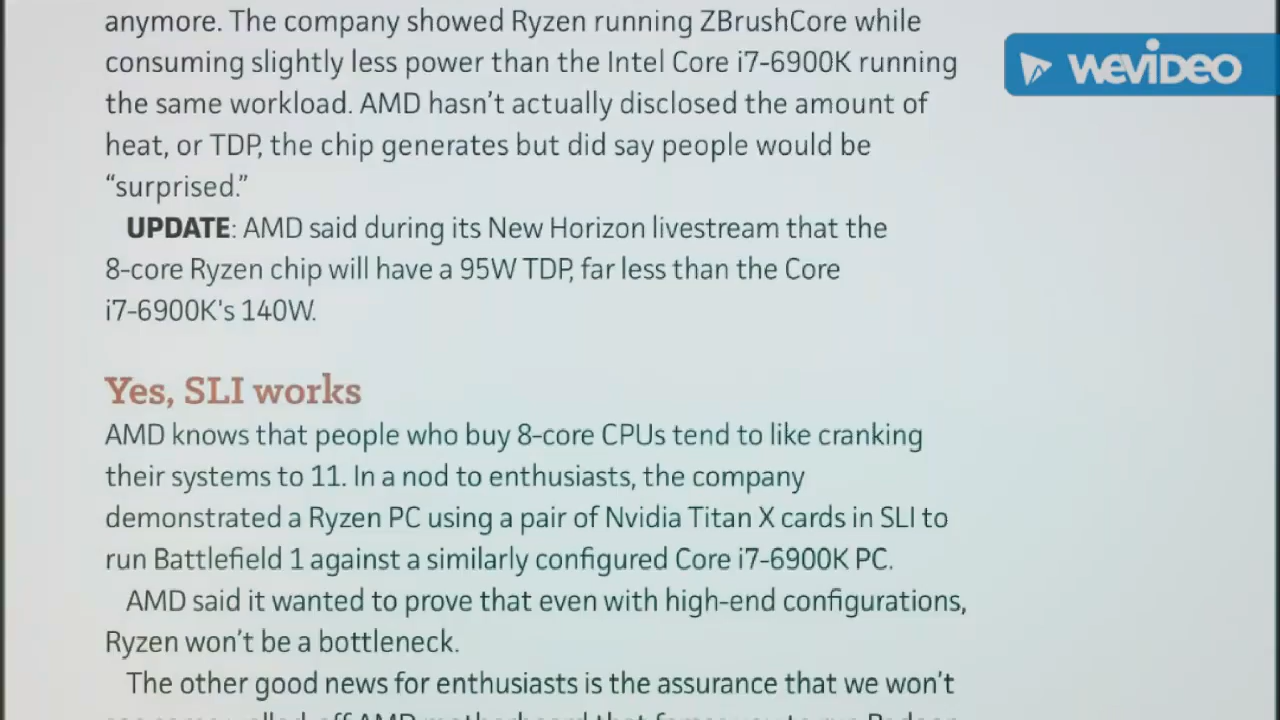 anymore. The company showed Ryzen running ZBrushCore while
consuming slightly less power than the Intel Core i7-6900K running
the same workload. AMD hasn’t actually disclosed the amount of
heat, or TDP, the chip generates but did say people would be
“surprised.”
UPDATE: AMD said during its New Horizon livestream that the
8-core Ryzen chip will have a 95W TDP, far less than the Core
i7-6900K's 140W.
Yes, SLI works
AMD knows that people who buy 8-core CPUs tend to like cranking
their systems to 11. In a nod to enthusiasts, the company
demonstrated a Ryzen PC using a pair of Nvidia Titan X cards in SLI to
run Battlefield 1 against a similarly configured Core i7-6900K PC.
AMD said it wanted to prove that even with high-end configurations,
Ryzen won’t be a bottleneck.
The other good news for enthusiasts is the assurance that we won’t
WEVIDEO